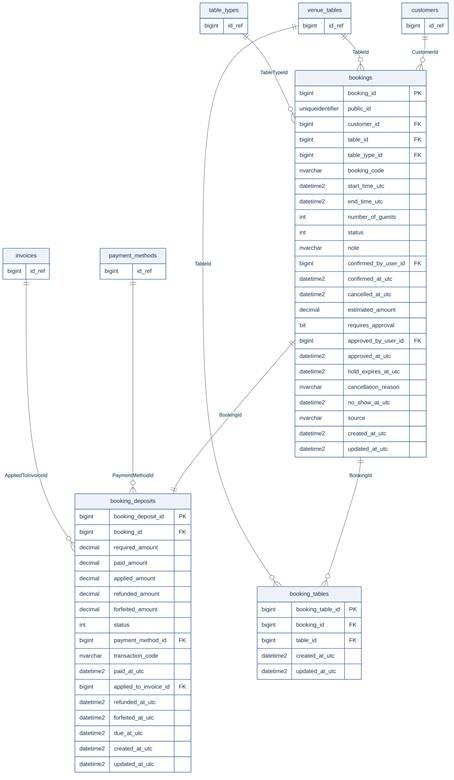 table_types
bigint id_ref
venue_tables
bigint id_ref
customers
bigint id_ref
TableTypeId
TableId
CustomerId
bookings
bigint booking_id PK
uniqueidentifier public_id
bigint customer_id FK
bigint table_id FK
bigint table_type_id FK
nvarchar booking_code
datetime2 start_time_utc
datetime2 end_time_utc
int number_of_guests
int status
nvarchar note
bigint confirmed_by_user_id FK
datetime2 confirmed_at_utc
datetime2 cancelled_at_utc
decimal estimated_amount
bit requires_approval
bigint approved_by_user_id FK
datetime2 approved_at_utc
datetime2 hold_expires_at_utc
nvarchar cancellation_reason
datetime2 no_show_at_utc
nvarchar source
datetime2 created_at_utc
datetime2 updated_at_utc
invoices
bigint id_ref
payment_methods
bigint id_ref
TableId
BookingId
AppliedToInvoiceId
PaymentMethodId
BookingId
booking_deposits
bigint booking_deposit_id PK
bigint booking_id FK
decimal required_amount
decimal paid_amount
decimal applied_amount
decimal refunded_amount
decimal forfeited_amount
int status
bigint payment_method_id FK
nvarchar transaction_code
datetime2 paid_at_utc
bigint applied_to_invoice_id FK
datetime2 refunded_at_utc
datetime2 forfeited_at_utc
datetime2 due_at_utc
datetime2 created_at_utc
datetime2 updated_at_utc
booking_tables
bigint booking_table_id PK
bigint booking_id FK
bigint table_id FK
datetime2 created_at_utc
datetime2 updated_at_utc